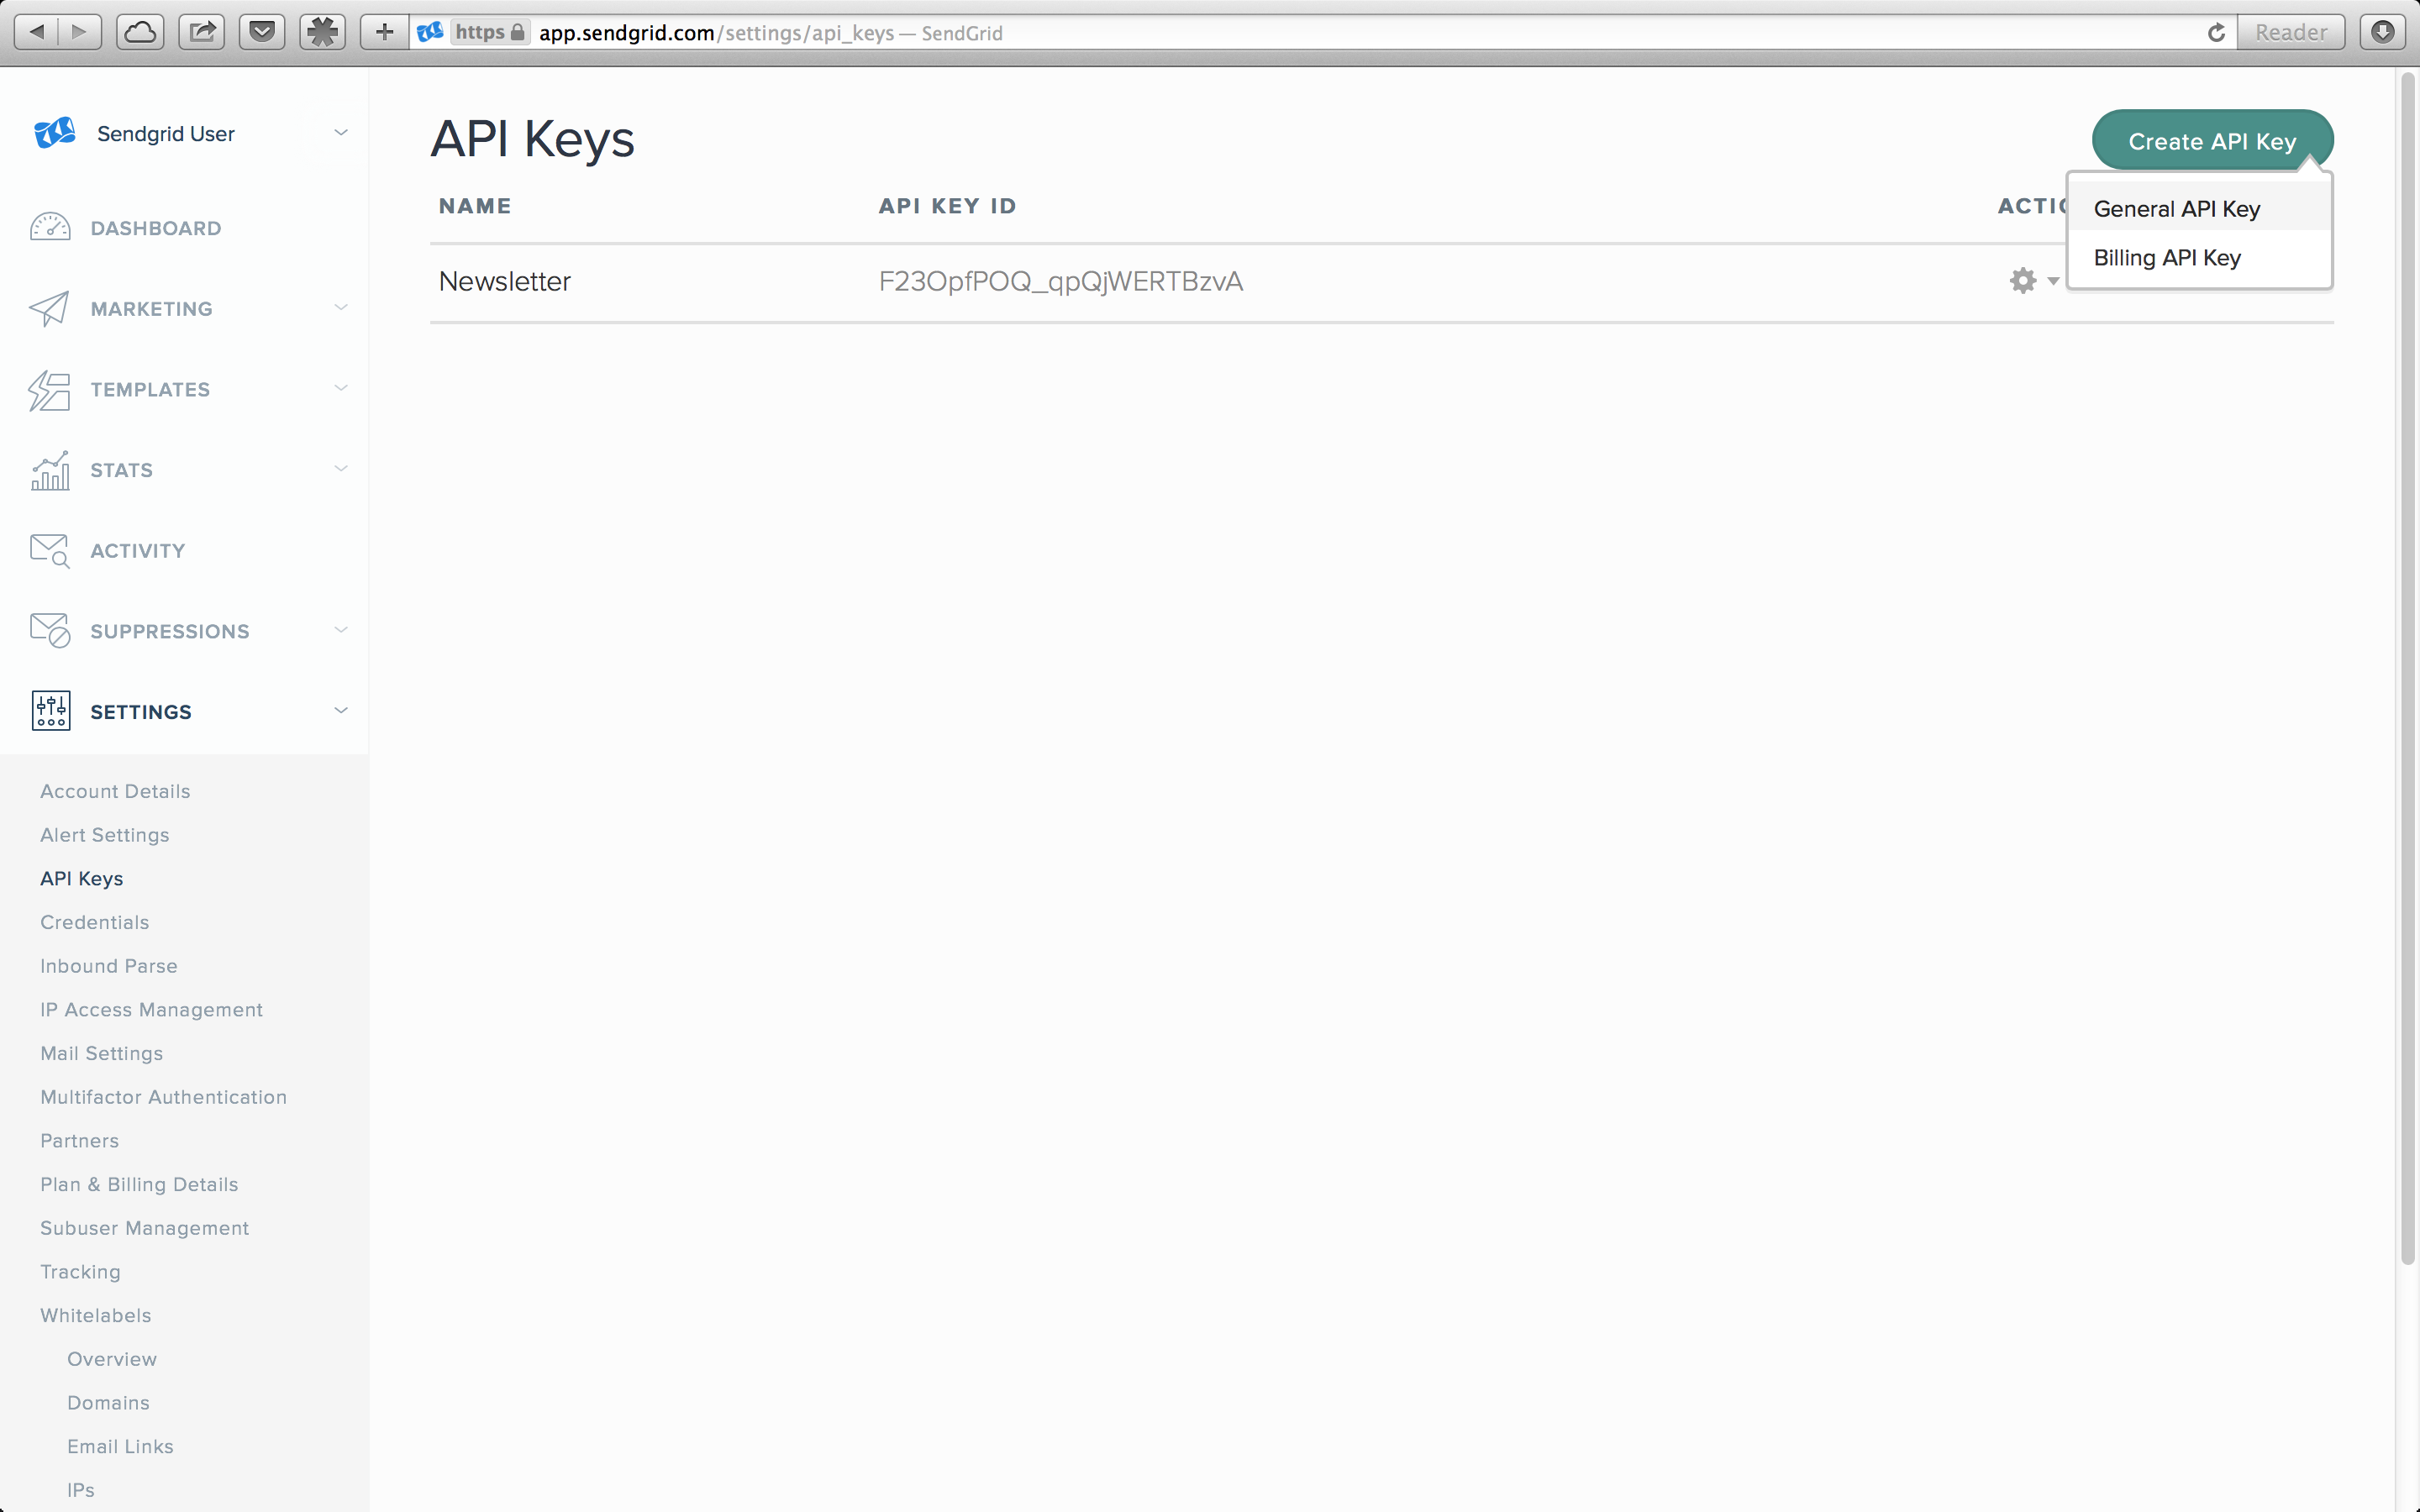 https app.sendgrid.com/settings/api_keys — SendGrid
Reader
Sendgrid User
DASHBOARD
MARKETING
TEMPLATES
STATS
ACTIVITY
SUPPRESSIONS
SETTINGS
Account Details
Alert Settings
API Keys
Credentials
Inbound Parse
IP Access Management
Mail Settings
Multifactor Authentication
Partners
Plan & Billing Details
Subuser Management
Tracking
Whitelabels
Overview
Domains
Email Links
IPs
API Keys
Create API Key
General API Key
Billing API Key
NAME API KEY ID
Newsletter F23OpfPOQ_qpQjWERTBzvA